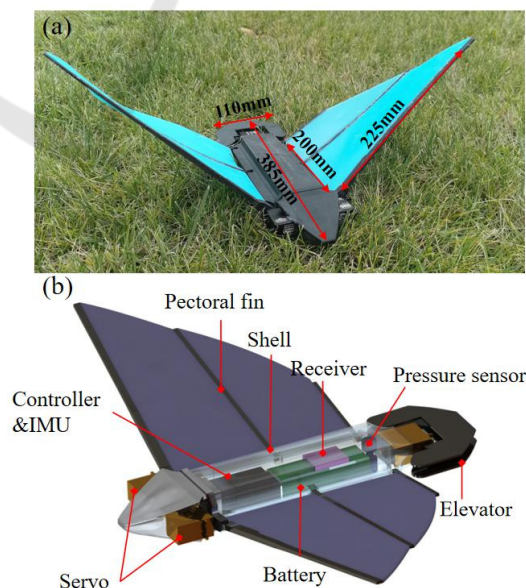 (a)
110mm
200mm
225mm
385mm
(b)
Pectoral fin
Shell
Receiver
Pressure sensor
Controller
&IMU
Elevator
Battery
Servo